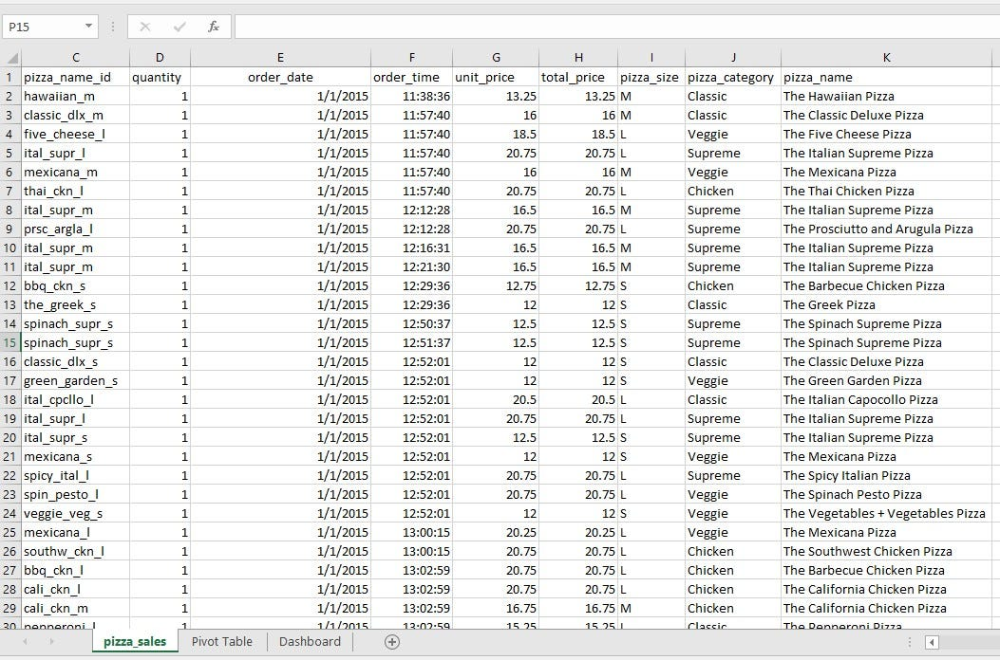 P15 fx
C D E F G H I J K
1 pizza_name_id quantity order_date order_time unit_price total_price pizza_size pizza_category pizza_name
2 hawaiian_m 1 1/1/2015 11:38:36 13.25 13.25 M Classic The Hawaiian Pizza
3 classic_dlx_m 1 1/1/2015 11:57:40 16 16 M Classic The Classic Deluxe Pizza
4 five_cheese_l 1 1/1/2015 11:57:40 18.5 18.5 L Veggie The Five Cheese Pizza
5 ital_supr_l 1 1/1/2015 11:57:40 20.75 20.75 L Supreme The Italian Supreme Pizza
6 mexicana_m 1 1/1/2015 11:57:40 16 16 M Veggie The Mexicana Pizza
7 thai_ckn_l 1 1/1/2015 11:57:40 20.75 20.75 L Chicken The Thai Chicken Pizza
8 ital_supr_m 1 1/1/2015 12:12:28 16.5 16.5 M Supreme The Italian Supreme Pizza
9 prsc_argla_l 1 1/1/2015 12:12:28 20.75 20.75 L Supreme The Prosciutto and Arugula Pizza
10 ital_supr_m 1 1/1/2015 12:16:31 16.5 16.5 M Supreme The Italian Supreme Pizza
11 ital_supr_m 1 1/1/2015 12:21:30 16.5 16.5 M Supreme The Italian Supreme Pizza
12 bbq_ckn_s 1 1/1/2015 12:29:36 12.75 12.75 S Chicken The Barbecue Chicken Pizza
13 the_greek_s 1 1/1/2015 12:29:36 12 12 S Classic The Greek Pizza
14 spinach_supr_s 1 1/1/2015 12:50:37 12.5 12.5 S Supreme The Spinach Supreme Pizza
15 spinach_supr_s 1 1/1/2015 12:51:37 12.5 12.5 S Supreme The Spinach Supreme Pizza
16 classic_dlx_s 1 1/1/2015 12:52:01 12 12 S Classic The Classic Deluxe Pizza
17 green_garden_s 1 1/1/2015 12:52:01 12 12 S Veggie The Green Garden Pizza
18 ital_cpcllo_l 1 1/1/2015 12:52:01 20.5 20.5 L Classic The Italian Capocollo Pizza
19 ital_supr_l 1 1/1/2015 12:52:01 20.75 20.75 L Supreme The Italian Supreme Pizza
20 ital_supr_s 1 1/1/2015 12:52:01 12.5 12.5 S Supreme The Italian Supreme Pizza
21 mexicana_s 1 1/1/2015 12:52:01 12 12 S Veggie The Mexicana Pizza
22 spicy_ital_l 1 1/1/2015 12:52:01 20.75 20.75 L Supreme The Spicy Italian Pizza
23 spin_pesto_l 1 1/1/2015 12:52:01 20.75 20.75 L Veggie The Spinach Pesto Pizza
24 veggie_veg_s 1 1/1/2015 12:52:01 12 12 S Veggie The Vegetables + Vegetables Pizza
25 mexicana_l 1 1/1/2015 13:00:15 20.25 20.25 L Veggie The Mexicana Pizza
26 southw_ckn_l 1 1/1/2015 13:00:15 20.75 20.75 L Chicken The Southwest Chicken Pizza
27 bbq_ckn_l 1 1/1/2015 13:02:59 20.75 20.75 L Chicken The Barbecue Chicken Pizza
28 cali_ckn_l 1 1/1/2015 13:02:59 20.75 20.75 L Chicken The California Chicken Pizza
29 cali_ckn_m 1 1/1/2015 13:02:59 16.75 16.75 M Chicken The California Chicken Pizza
30 pepperoni_l 1 1/1/2015 13:02:59 15.25 15.25 L Classic The Pepperoni Pizza
pizza_sales Pivot Table Dashboard